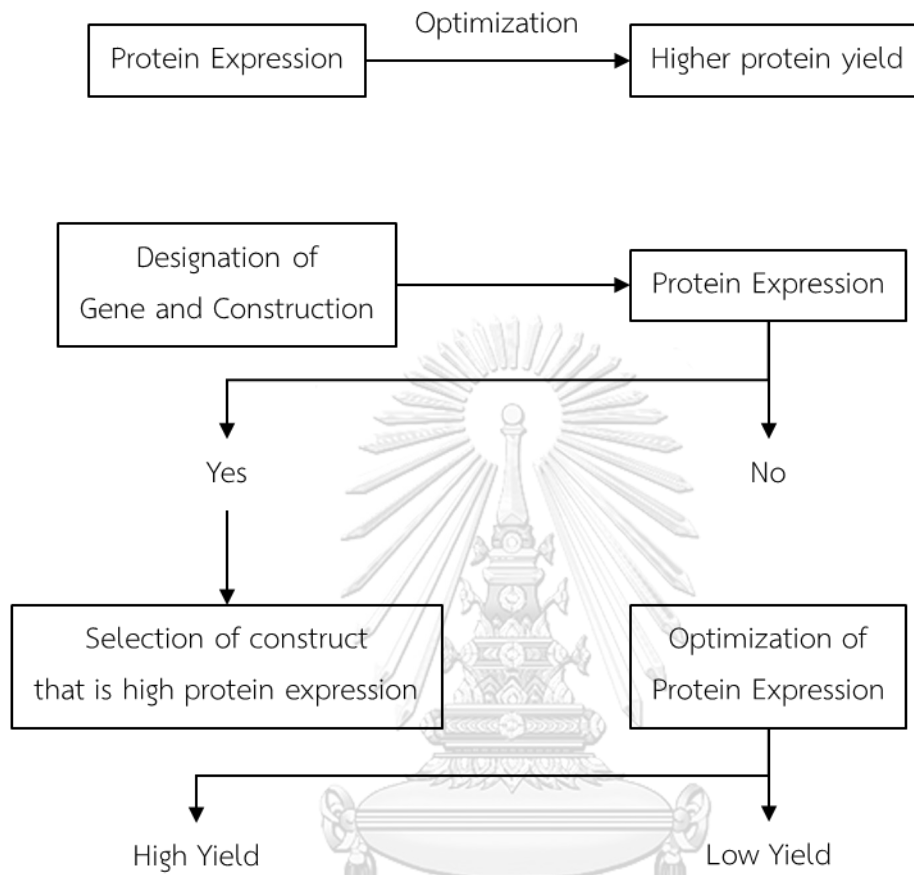 Optimization
Protein Expression
Higher protein yield
Designation of
Gene and Construction
Protein Expression
Yes
No
Selection of construct
that is high protein expression
Optimization of
Protein Expression
High Yield
Low Yield